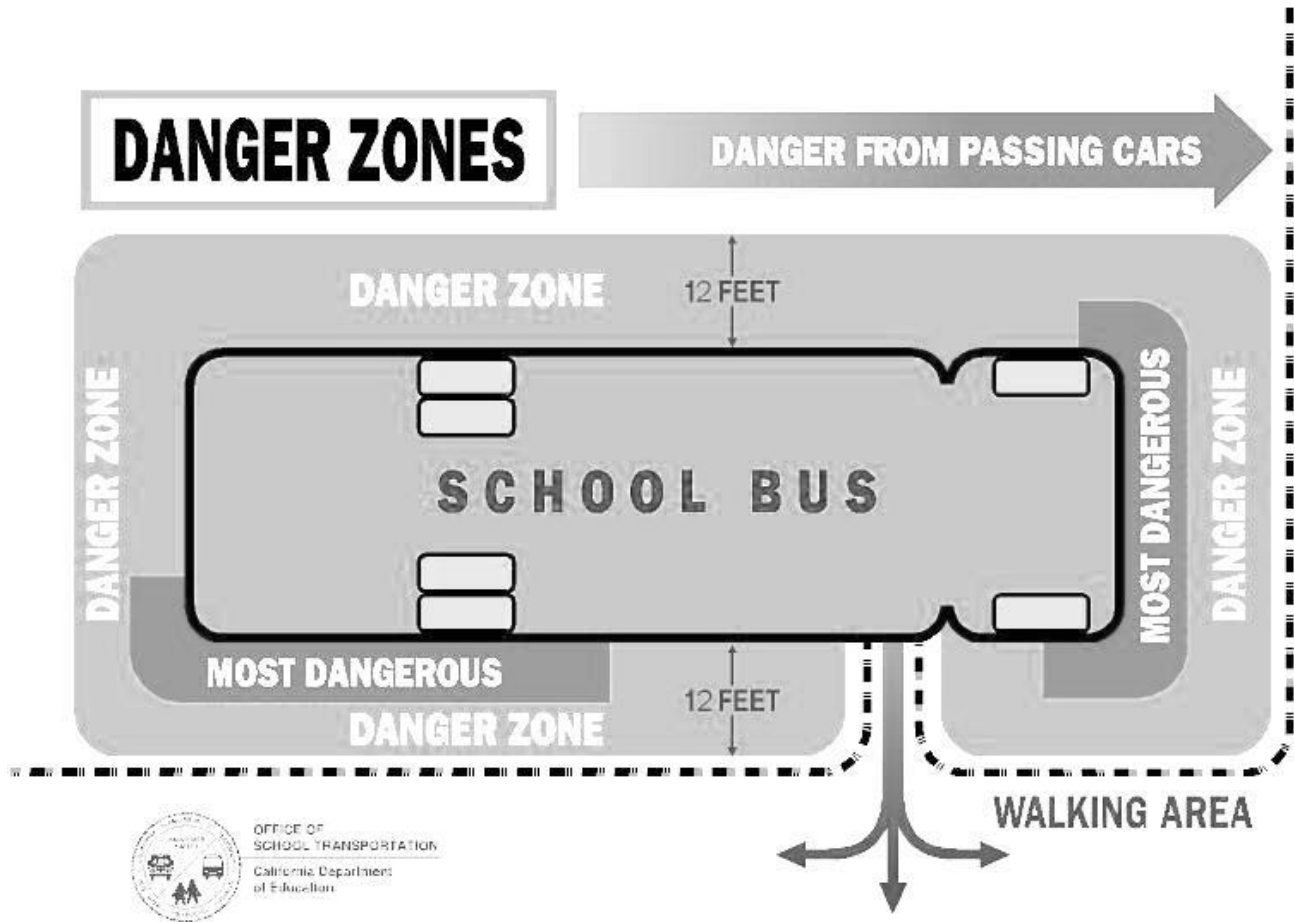 DANGER ZONES
DANGER FROM PASSING CARS
DANGER ZONE
12 FEET
DANGER ZONE
SCHOOL BUS
MOST DANGEROUS
DANGER ZONE
MOST DANGEROUS
12 FEET
DANGER ZONE
WALKING AREA
OFFICE OF
SCHOOL TRANSPORTATION
California Department
of Education